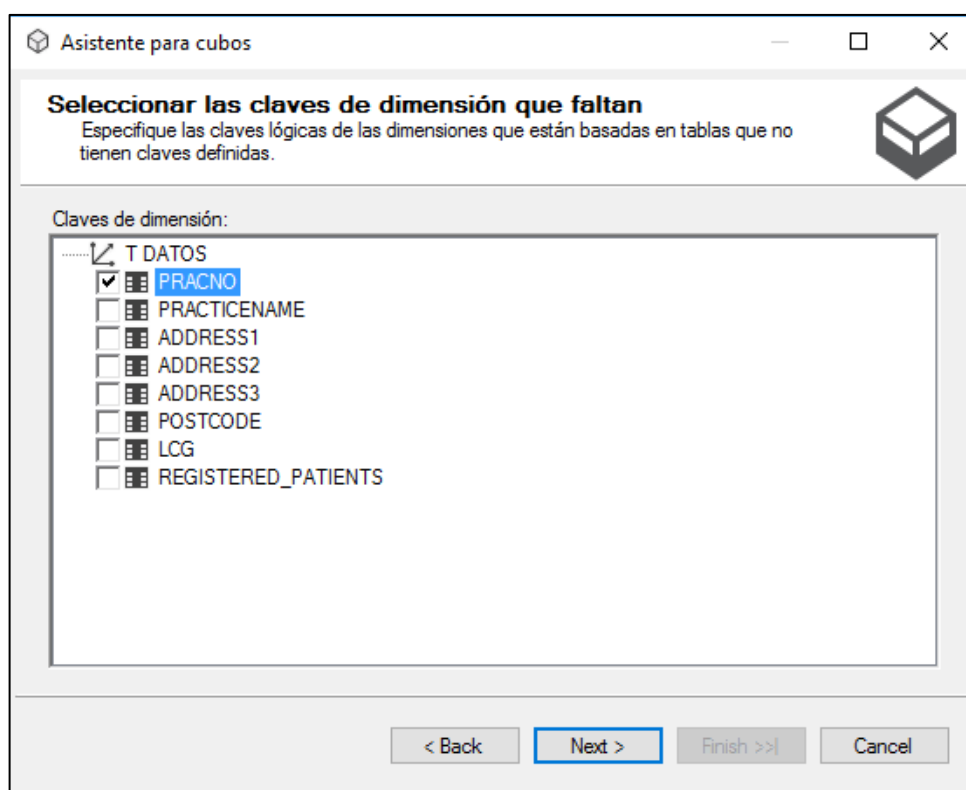 Asistente para cubos
Seleccionar las claves de dimensión que faltan
Especifique las claves lógicas de las dimensiones que están basadas en tablas que no
tienen claves definidas.
Claves de dimensión:
T DATOS
PRACNO
PRACTICENAME
ADDRESS1
ADDRESS2
ADDRESS3
POSTCODE
LCG
REGISTERED_PATIENTS
< Back Next > Finish >>| Cancel